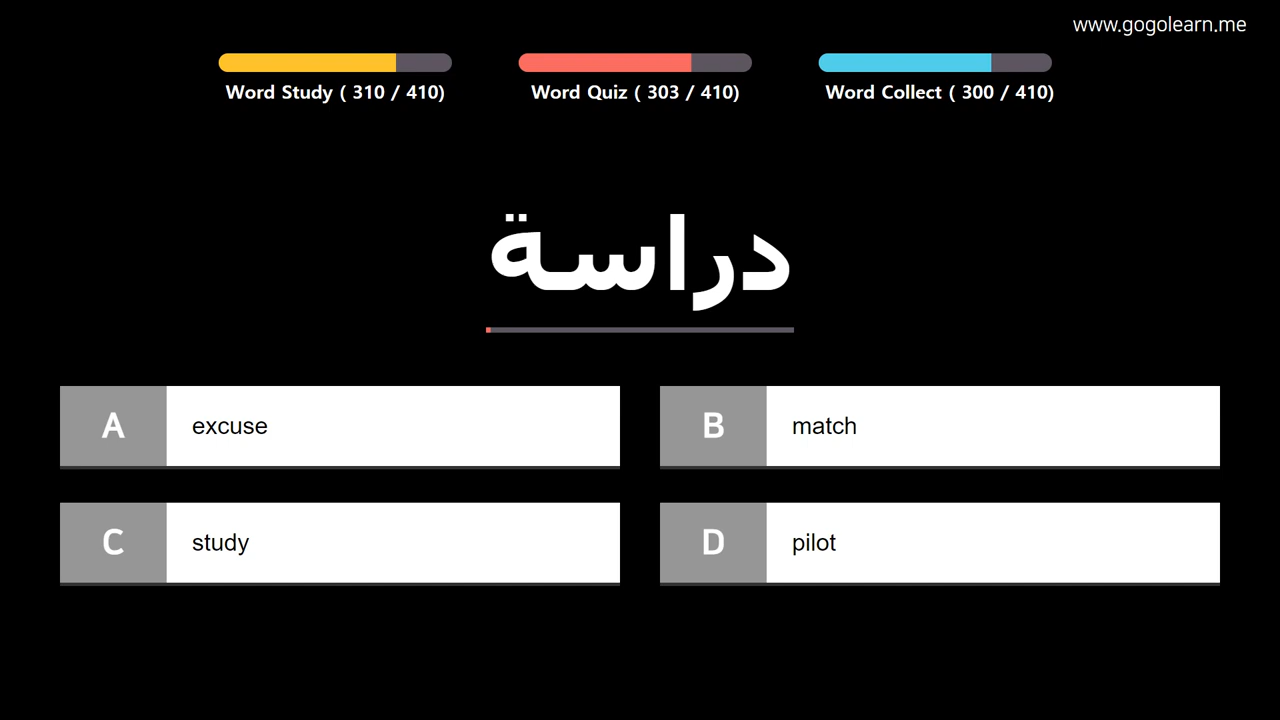 www.gogolearn.me
Word Study ( 310 / 410)
Word Quiz ( 303 / 410)
Word Collect ( 300 / 410)
دراسة
A excuse
B match
C study
D pilot